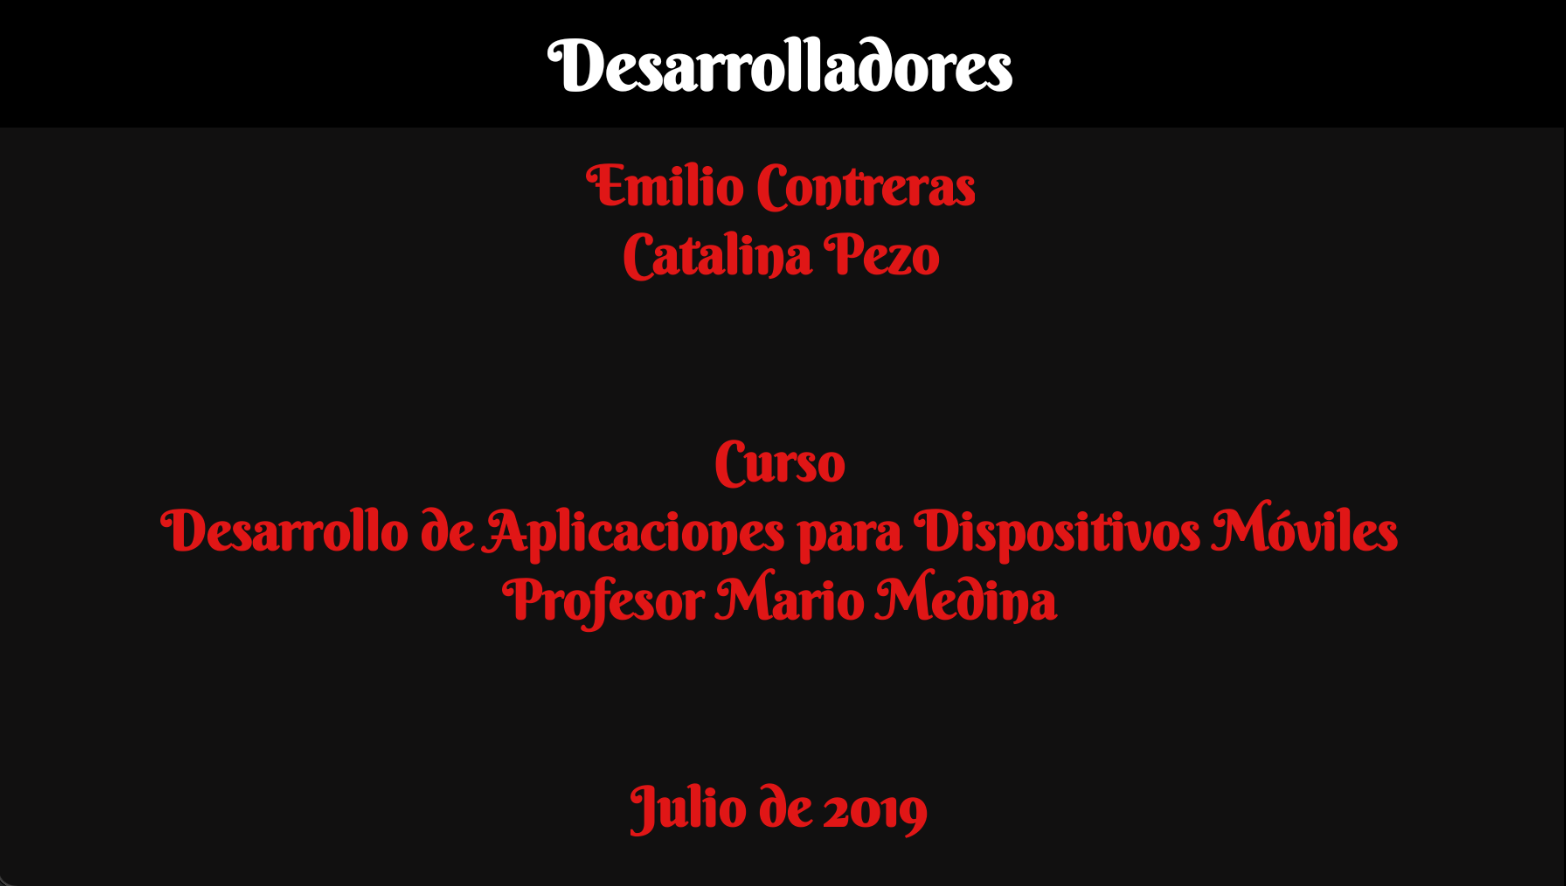 Desarrolladores
Emilio Contreras
Catalina Pezo
Curso
Desarrollo de Aplicaciones para Dispositivos Móviles
Profesor Mario Medina
Julio de 2019